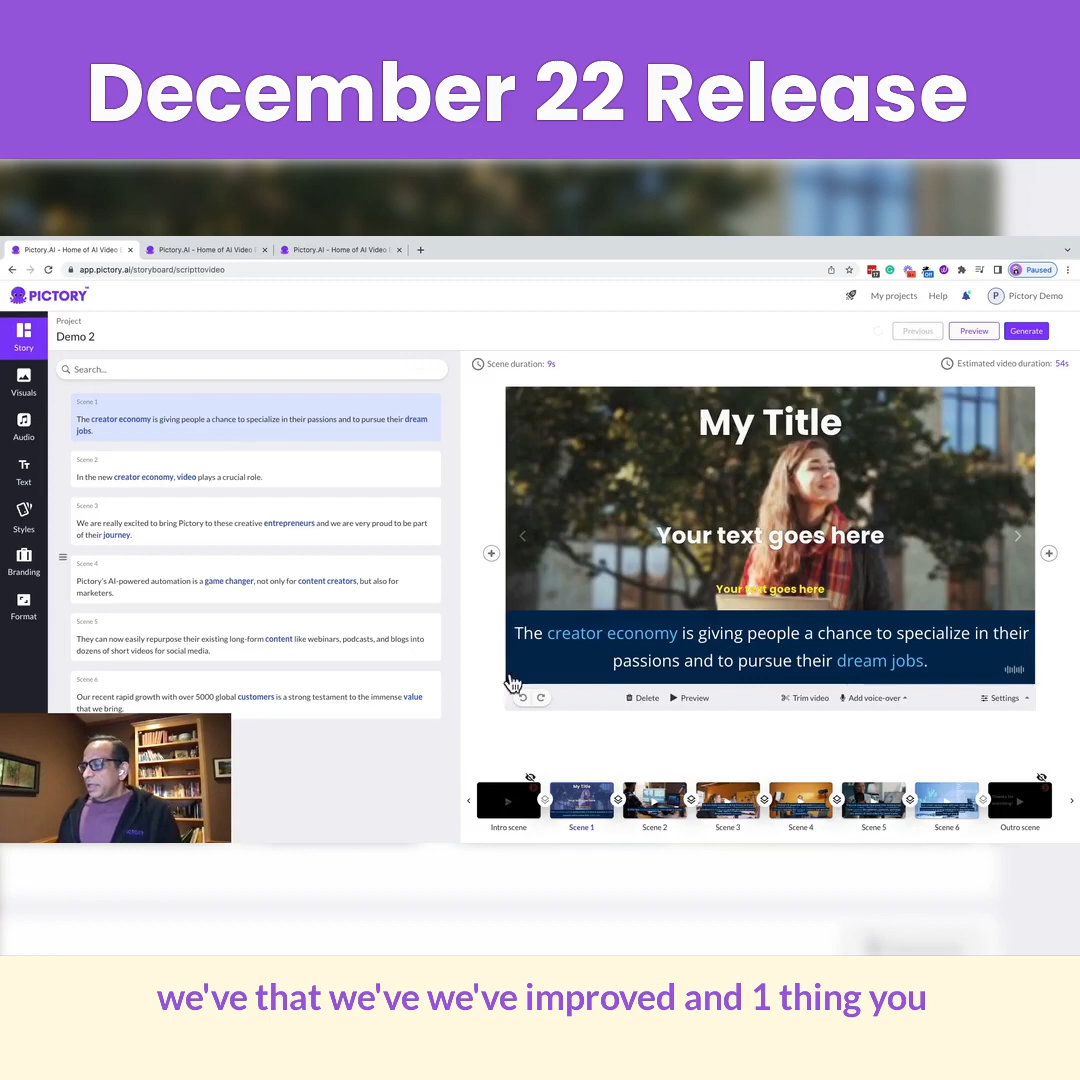 December 22 Release
Pictory.AI - Home of AI Video
Pictory.AI - Home of AI Video
Pictory.AI - Home of AI Video
app.pictory.ai/storyboard/scripttovideo
Paused
PICTORY
My projects
Help
P
Pictory Demo
Project
Demo 2
Previous
Preview
Generate
Story
Visuals
Audio
Text
Styles
Branding
Format
Search...
Scene 1
The creator economy is giving people a chance to specialize in their passions and to pursue their dream
jobs.
Scene 2
In the new creator economy, video plays a crucial role.
Scene 3
We are really excited to bring Pictory to these creative entrepreneurs and we are very proud to be part
of their journey.
Scene 4
Pictory's AI-powered automation is a game changer, not only for content creators, but also for
marketers.
Scene 5
They can now easily repurpose their existing long-form content like webinars, podcasts, and blogs into
dozens of short videos for social media.
Scene 6
Our recent rapid growth with over 5000 global customers is a strong testament to the immense value
that we bring.
Scene duration: 9s
Estimated video duration: 54s
My Title
Your text goes here
Your text goes here
The creator economy is giving people a chance to specialize in their
passions and to pursue their dream jobs.
Delete
Preview
Trim video
Add voice-over
Settings
Intro scene
Scene 1
Scene 2
Scene 3
Scene 4
Scene 5
Scene 6
Outro scene
we've that we've we've improved and 1 thing you